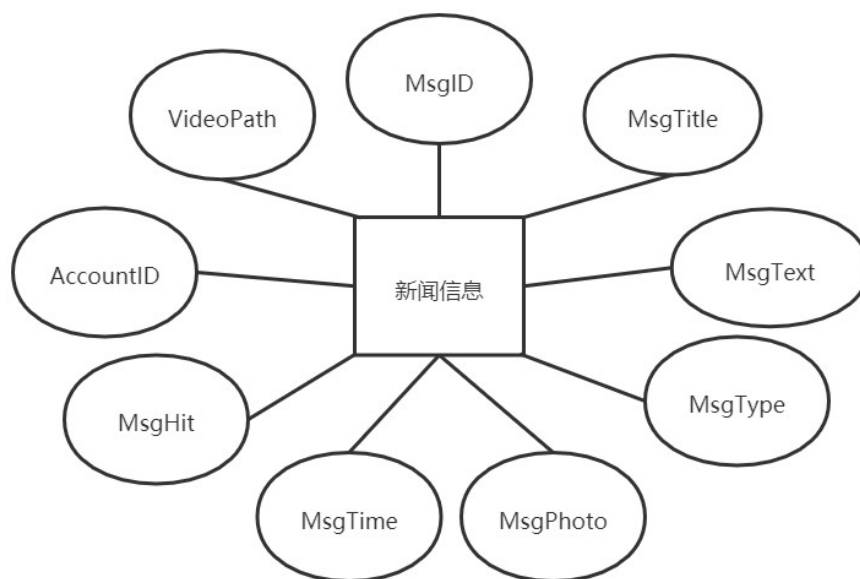 MsgID
VideoPath
MsgTitle
AccountID
新闻信息
MsgText
MsgHit
MsgType
MsgTime
MsgPhoto